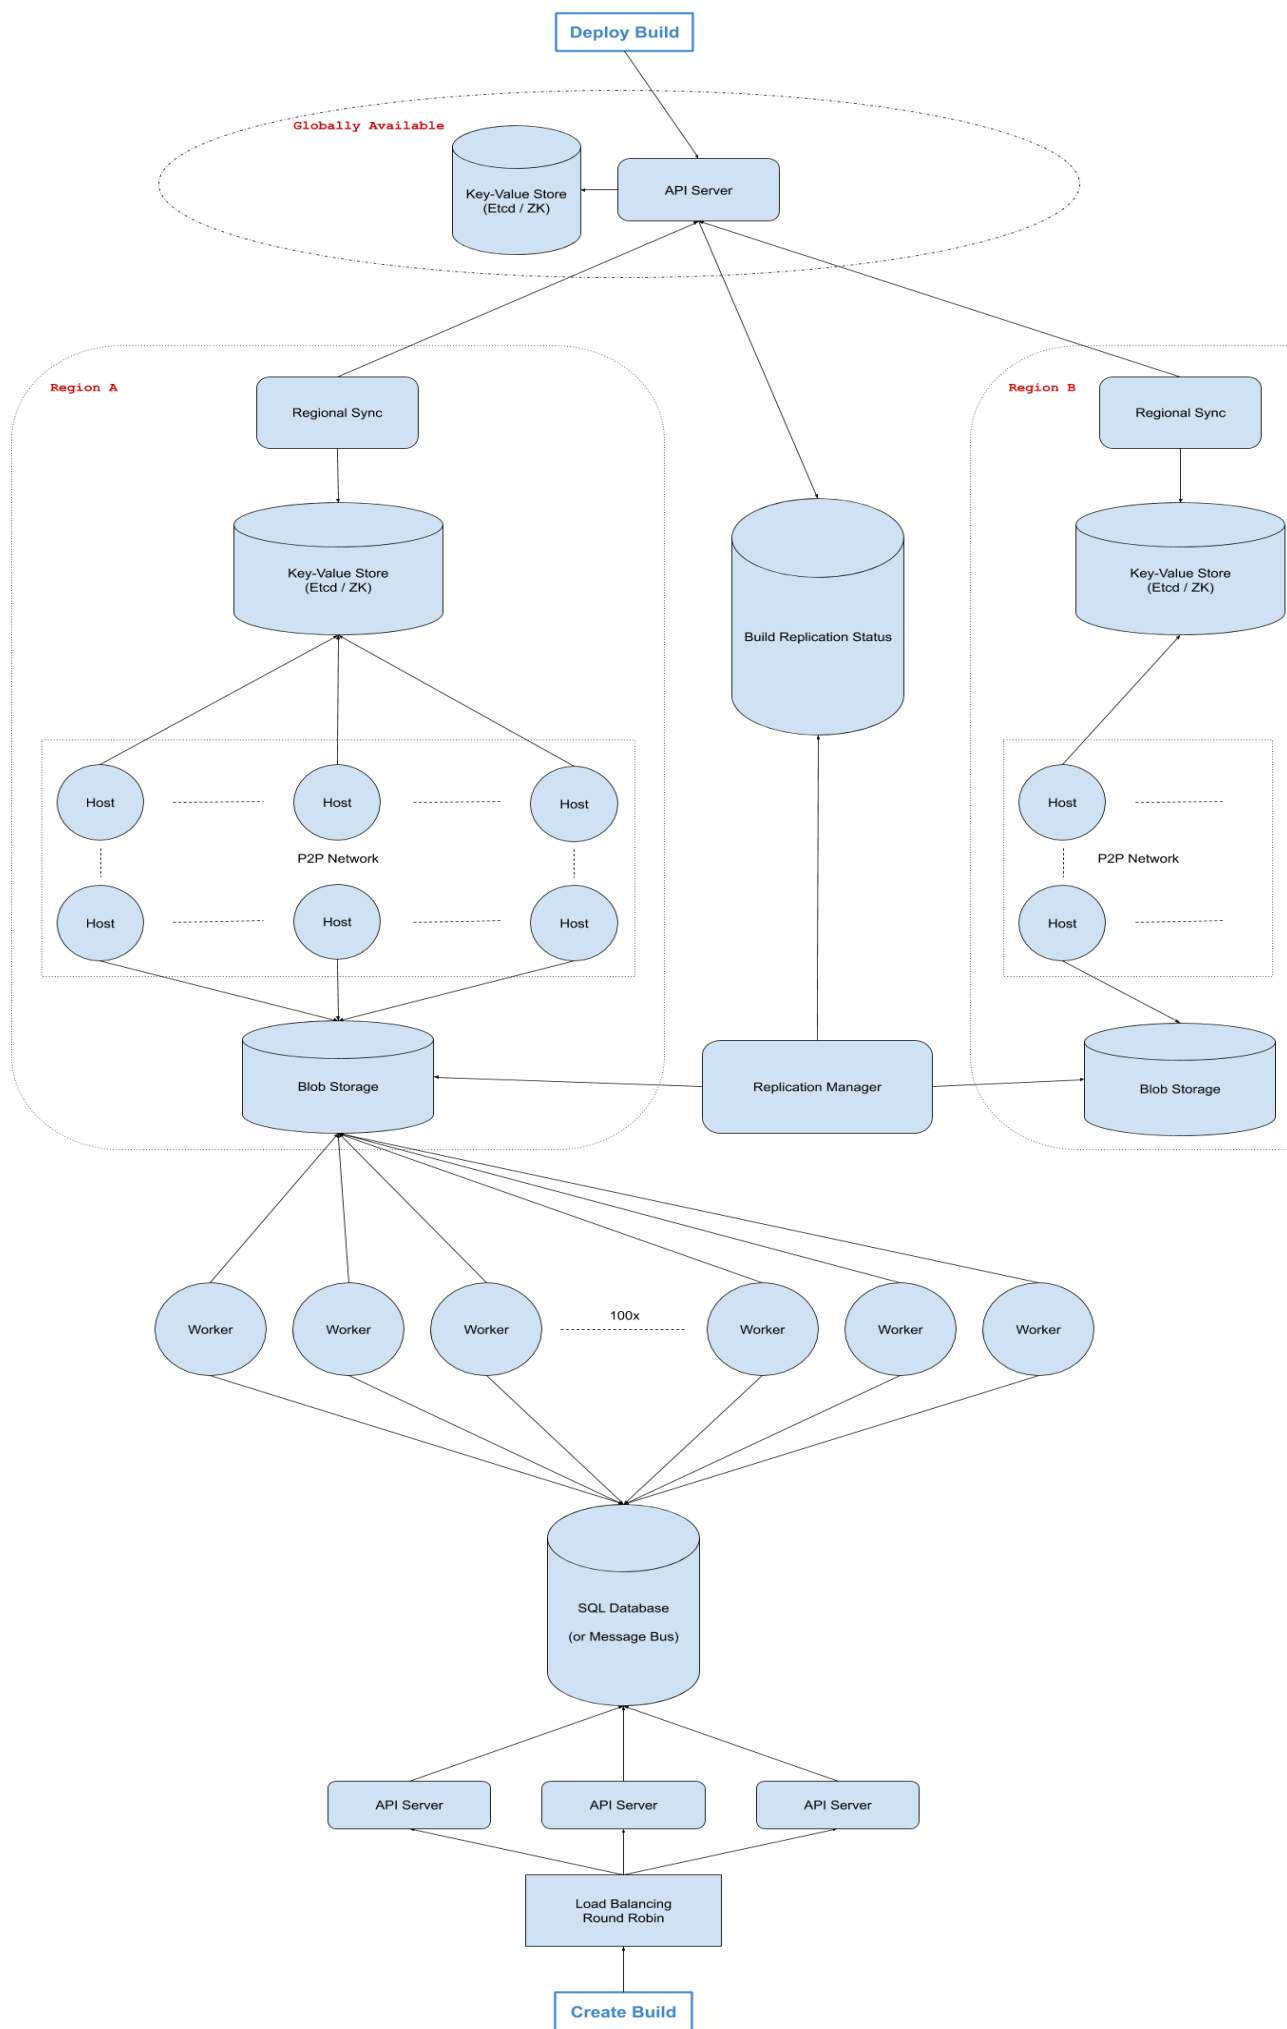 Deploy Build
Globally Available
Key-Value Store
(Etcd / ZK)
API Server
Region A
Region B
Regional Sync
Regional Sync
Key-Value Store
(Etcd / ZK)
Key-Value Store
(Etcd / ZK)
Build Replication Status
Host
Host
Host
Host
P2P Network
P2P Network
Host
Host
Host
Host
Blob Storage
Replication Manager
Blob Storage
100x
Worker
Worker
Worker
Worker
Worker
Worker
SQL Database
(or Message Bus)
API Server
API Server
API Server
Load Balancing
Round Robin
Create Build